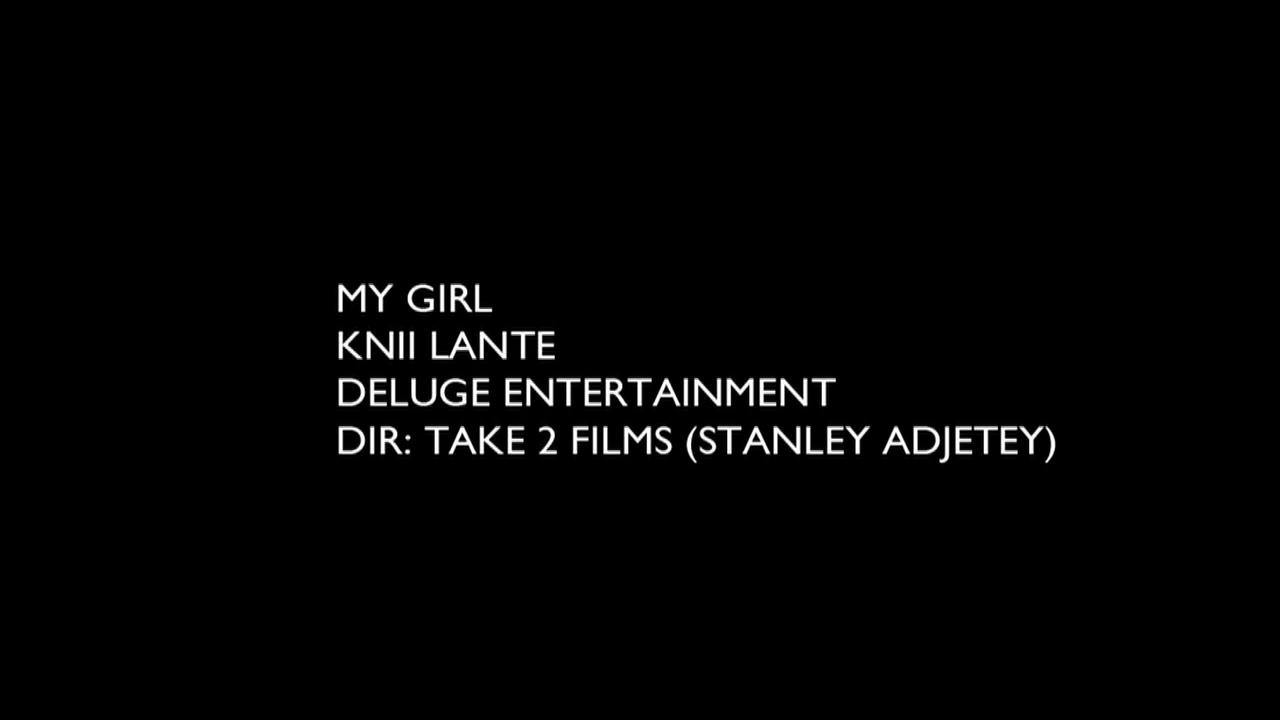 MY GIRL
KNII LANTE
DELUGE ENTERTAINMENT
DIR: TAKE 2 FILMS (STANLEY ADJETEY)